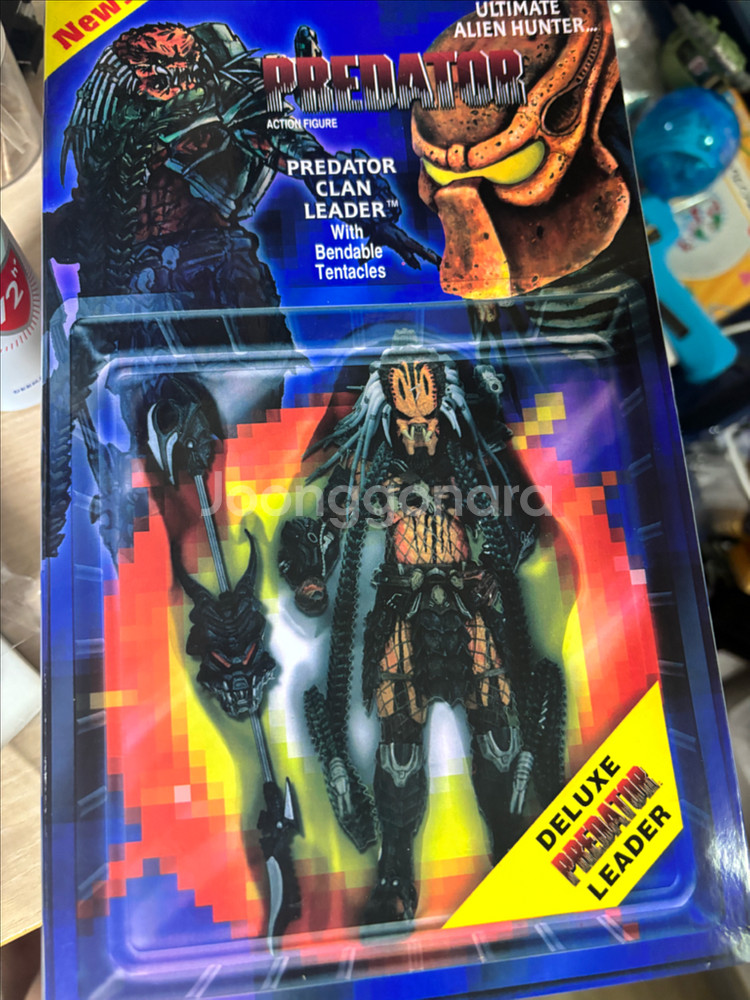 New!
ULTIMATE
ALIEN HUNTER...
PREDATOR
ACTION FIGURE
PREDATOR
CLAN
LEADER™
With
Bendable
Tentacles
Joonggonara
DELUXE
PREDATOR
LEADER